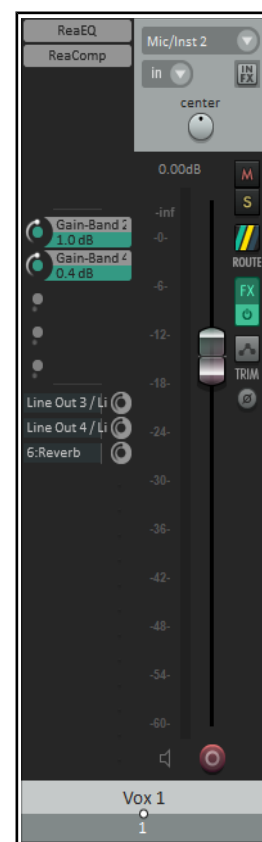 ReaEQ
ReaComp
Mic/Inst 2
in
IN
FX
center
0.00dB
M
S
ROUTE
FX
TRIM
-inf
-0-
-6-
-12-
-18-
-24-
-30-
-36-
-42-
-48-
-54-
-60-
Gain-Band 2
1.0 dB
Gain-Band 4
0.4 dB
Line Out 3 / Li
Line Out 4 / Li
6:Reverb
Vox 1
1